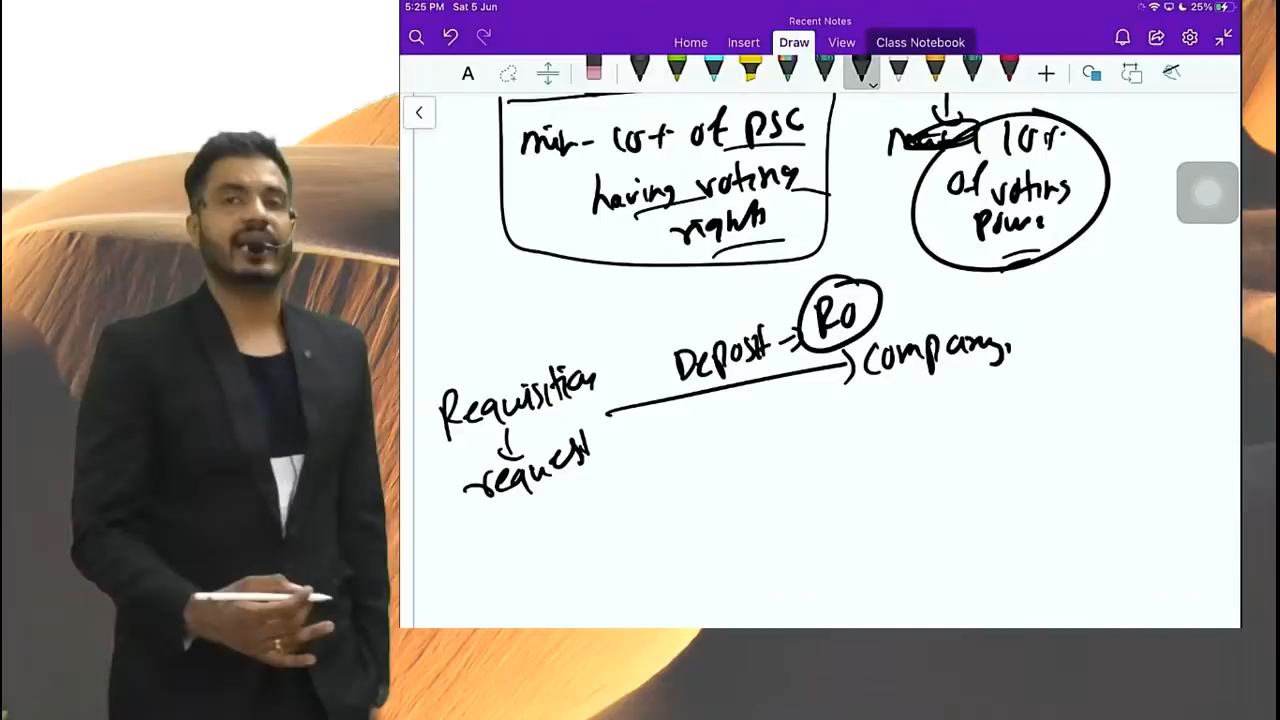 5:25 PM Sat 5 Jun
25%
Recent Notes
Home Insert Draw View Class Notebook
A
min- 10% of PSC
having voting
rights
10%
of voting
power
Deposit → RO
Requisition
Company.
request